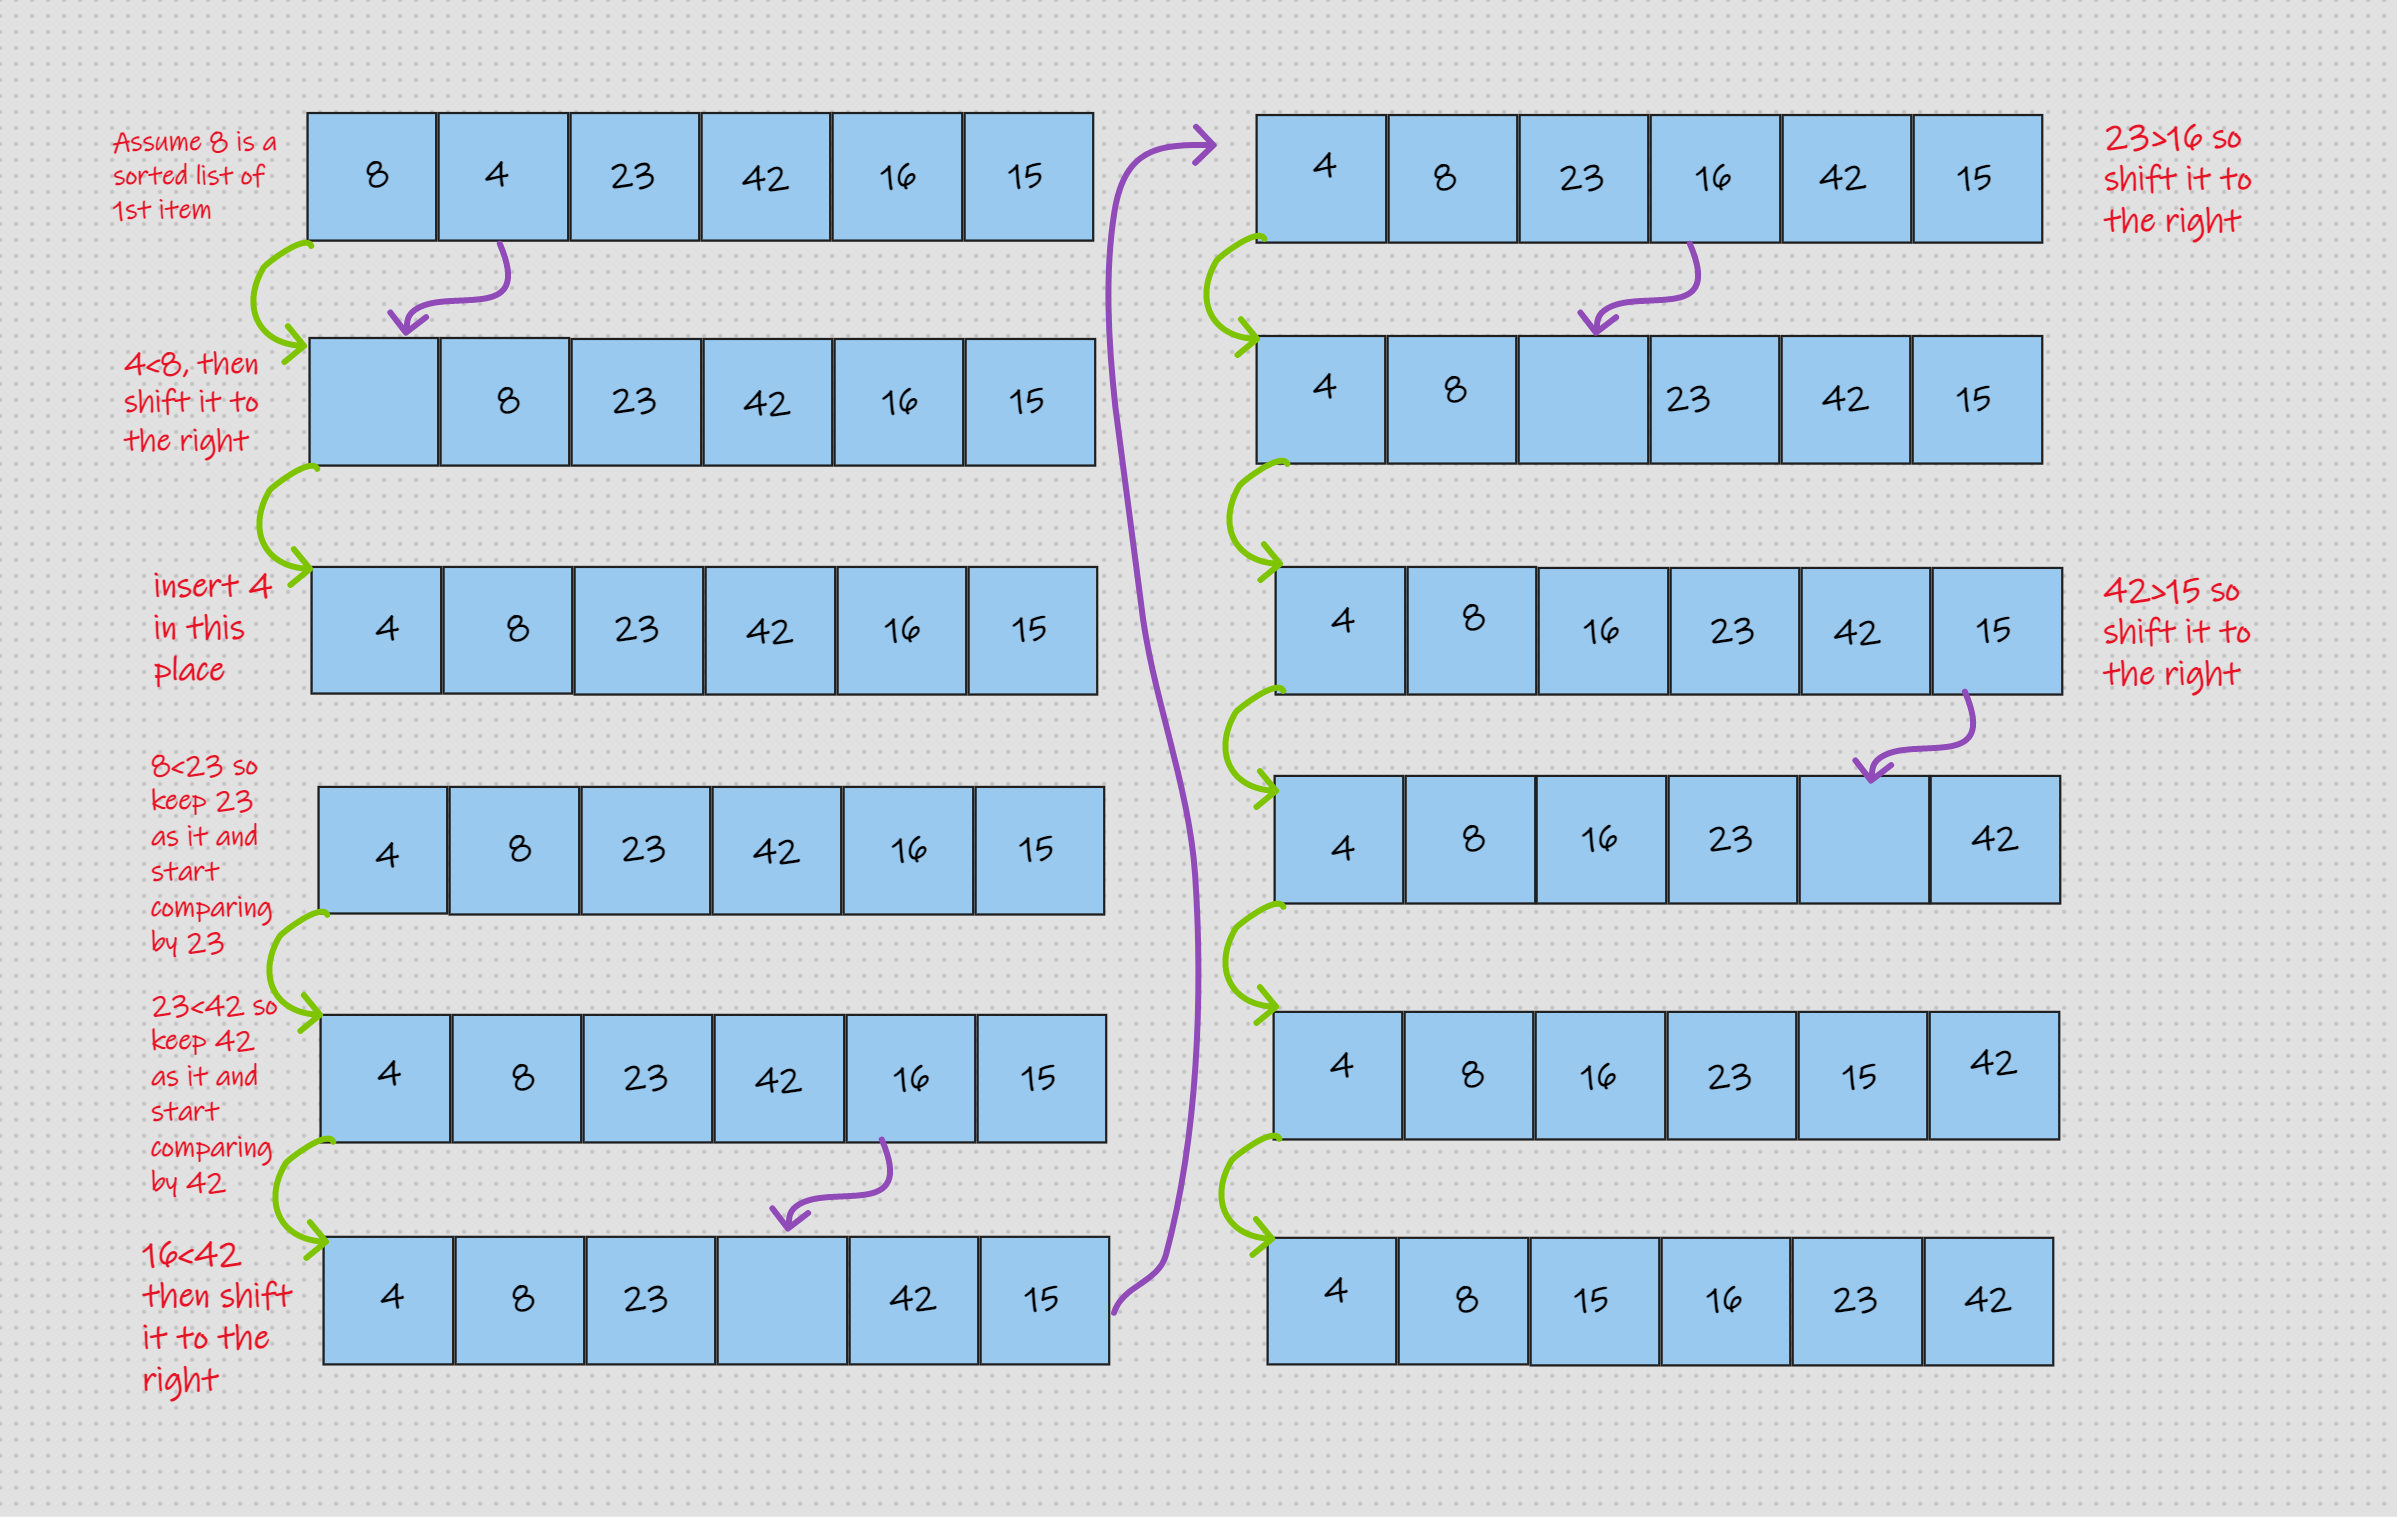 Assume 8 is a
sorted list of
1st item
8 4 23 42 16 15
4<8, then
shift it to
the right
8 23 42 16 15
insert 4
in this
place
4 8 23 42 16 15
8<23 so
keep 23
as it and
start
comparing
by 23
4 8 23 42 16 15
23<42 so
keep 42
as it and
start
comparing
by 42
4 8 23 42 16 15
16<42
then shift
it to the
right
4 8 23 42 15
4 8 23 16 42 15
23>16 so
shift it to
the right
4 8 23 42 15
4 8 16 23 42 15
42>15 so
shift it to
the right
4 8 16 23 42
4 8 16 23 15 42
4 8 15 16 23 42